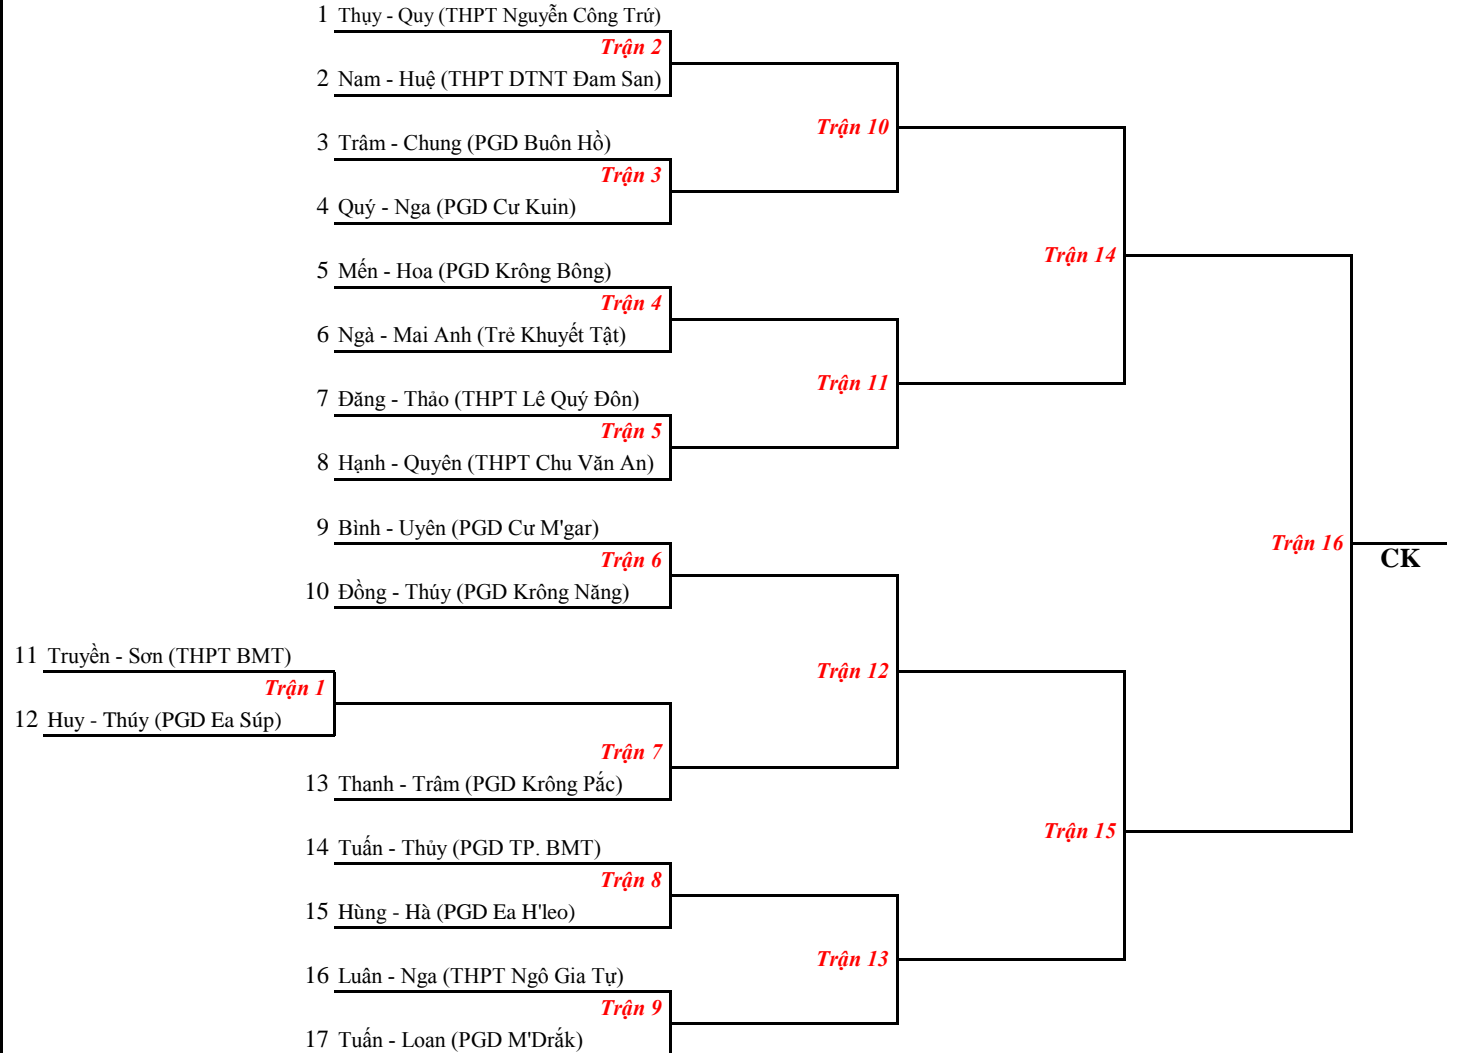 1 Thụy - Quy (THPT Nguyễn Công Trứ)
Trận 2
2 Nam - Huệ (THPT DTNT Đam San)
Trận 10
3 Trâm - Chung (PGD Buôn Hồ)
Trận 3
4 Quý - Nga (PGD Cư Kuin)
Trận 14
5 Mến - Hoa (PGD Krông Bông)
Trận 4
6 Ngà - Mai Anh (Trẻ Khuyết Tật)
Trận 11
7 Đăng - Thảo (THPT Lê Quý Đôn)
Trận 5
8 Hạnh - Quyên (THPT Chu Văn An)
9 Bình - Uyên (PGD Cư M'gar)
Trận 16
CK
Trận 6
10 Đồng - Thúy (PGD Krông Năng)
11 Truyền - Sơn (THPT BMT)
Trận 12
Trận 1
12 Huy - Thúy (PGD Ea Súp)
Trận 7
13 Thanh - Trâm (PGD Krông Pắc)
Trận 15
14 Tuấn - Thủy (PGD TP. BMT)
Trận 8
15 Hùng - Hà (PGD Ea H'leo)
Trận 13
16 Luân - Nga (THPT Ngô Gia Tự)
Trận 9
17 Tuấn - Loan (PGD M'Drắk)